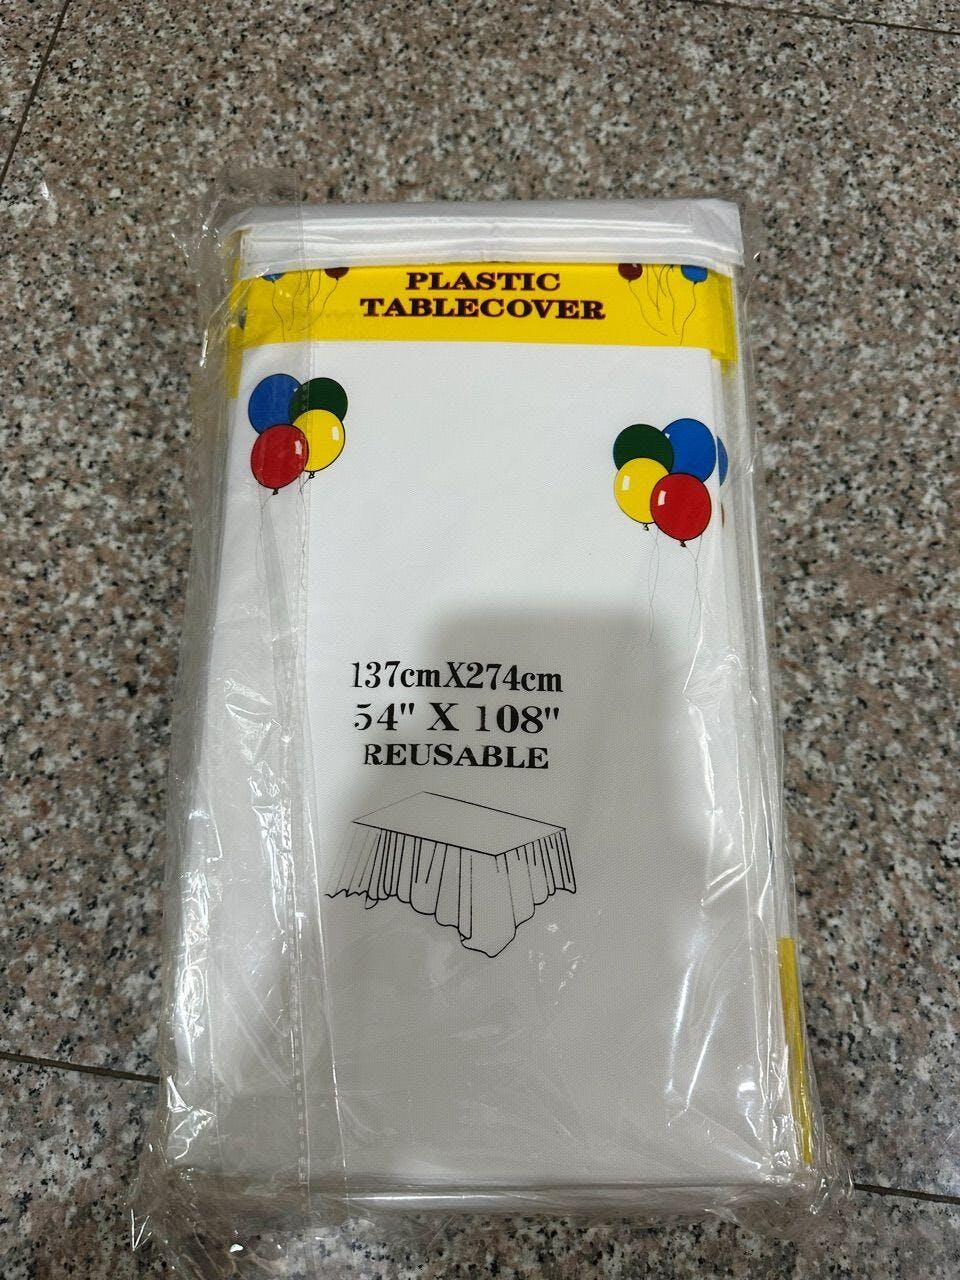 PLASTIC
TABLECOVER
137cmX274cm
54" X 108"
REUSABLE